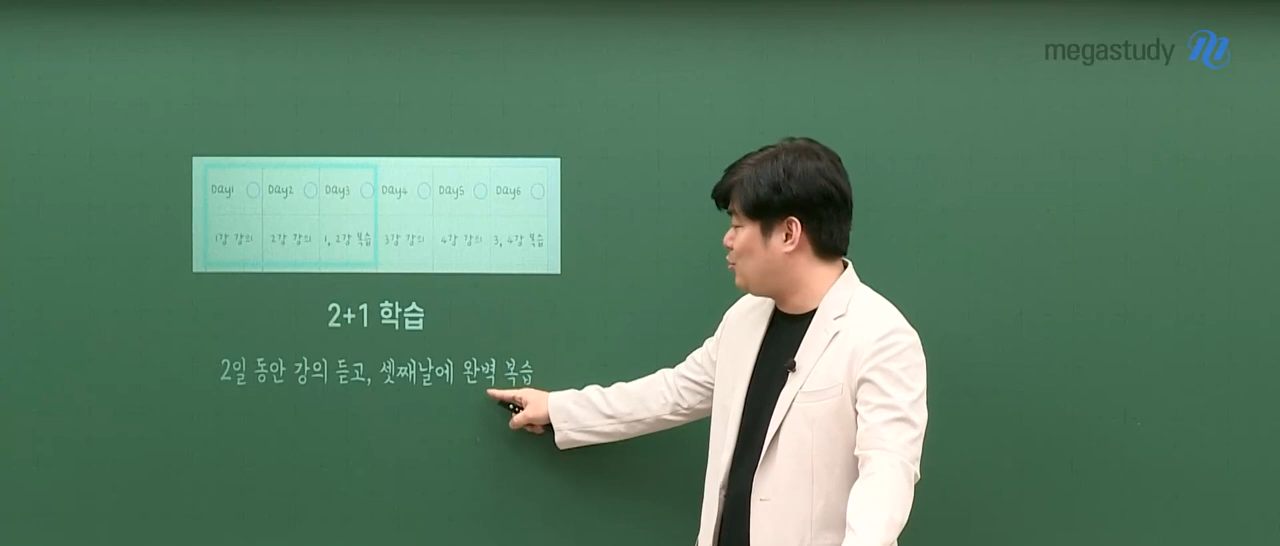 megastudy
Day1 Day2 Day3 Day4 Day5 Day6
1강 강의 2강 강의 1, 2강 복습 3강 강의 4강 강의 3, 4강 복습
2+1 학습
2일 동안 강의 듣고, 셋째날에 완벽 복습